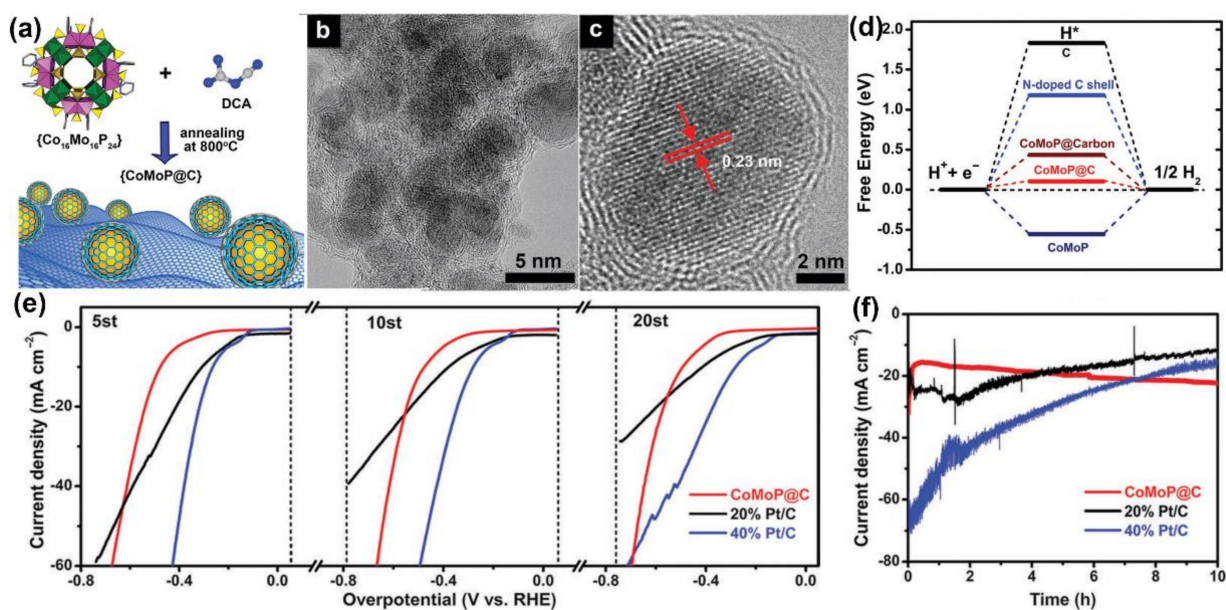 (a)
+
DCA
{Co₁₆Mo₁₆P₂₄}
annealing
at 800°C
{CoMoP@C}
b
5 nm
c
0.23 nm
2 nm
(d)
Free Energy (eV)
2.0
1.5
1.0
0.5
0.0
-0.5
-1.0
H*
C
N-doped C shell
CoMoP@Carbon
CoMoP@C
H⁺+ e⁻
1/2 H₂
CoMoP
(e)
Current density (mA cm⁻²)
0
-20
-40
-60
5st
10st
20st
CoMoP@C
20% Pt/C
40% Pt/C
-0.8
-0.4
0.0
-0.8
-0.4
0.0
-0.8
-0.4
0.0
Overpotential (V vs. RHE)
(f)
Current density (mA cm⁻²)
0
-20
-40
-60
-80
CoMoP@C
20% Pt/C
40% Pt/C
0
2
4
6
8
10
Time (h)